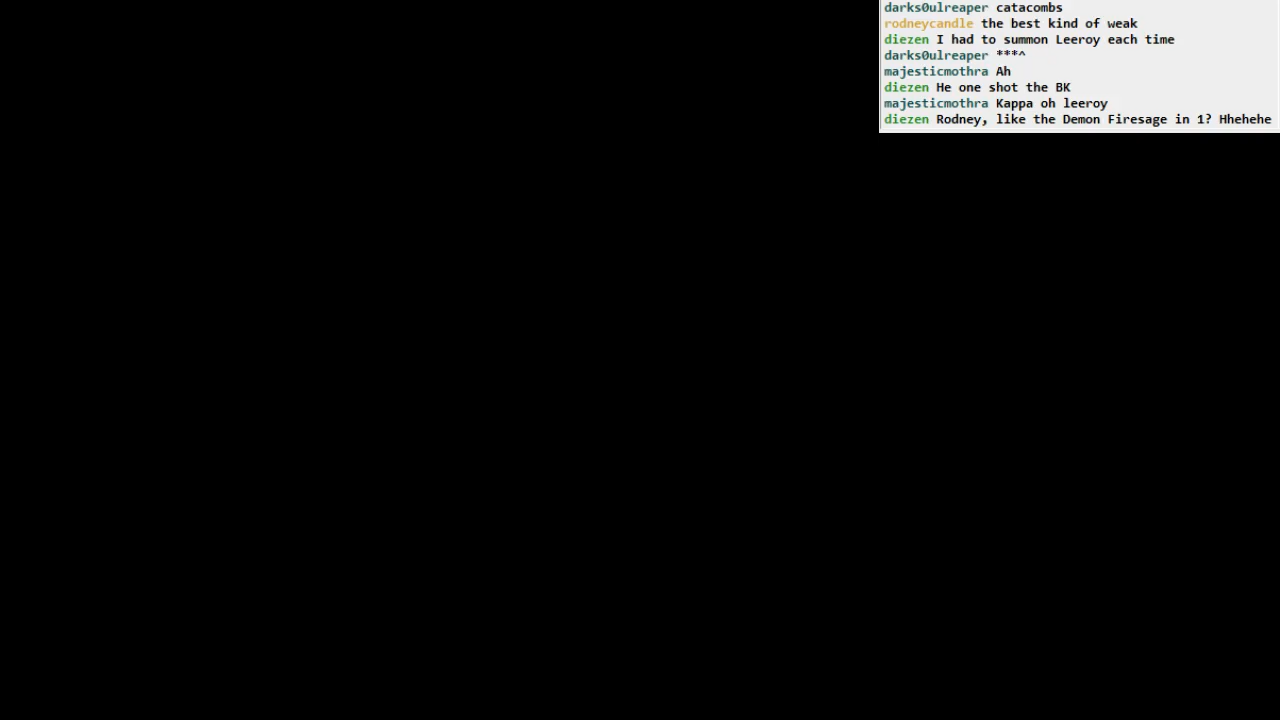 darks0ulreaper catacombs
rodneycandle the best kind of weak
diezen I had to summon Leeroy each time
darks0ulreaper ***^
majesticmothra Ah
diezen He one shot the BK
majesticmothra Kappa oh leeroy
diezen Rodney, like the Demon Firesage in 1? Hhehehe